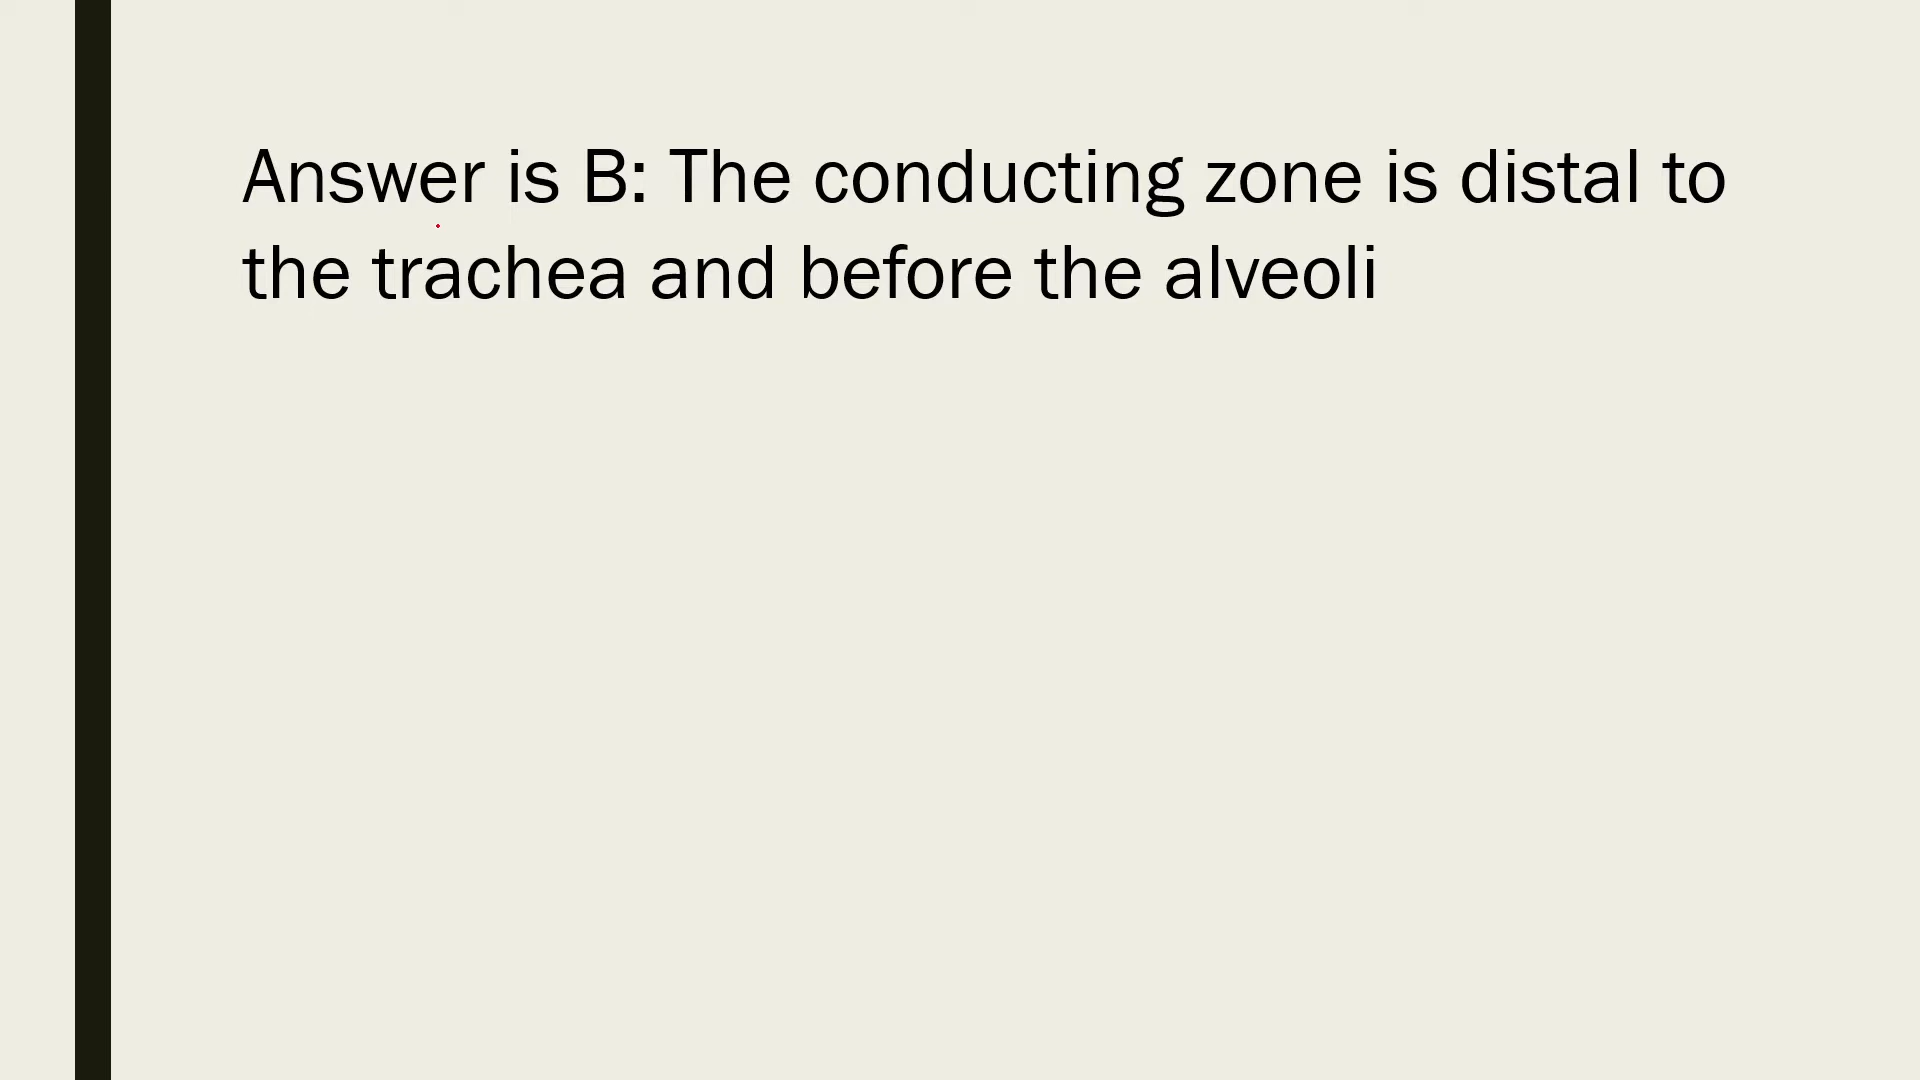 Answer is B: The conducting zone is distal to
the trachea and before the alveoli